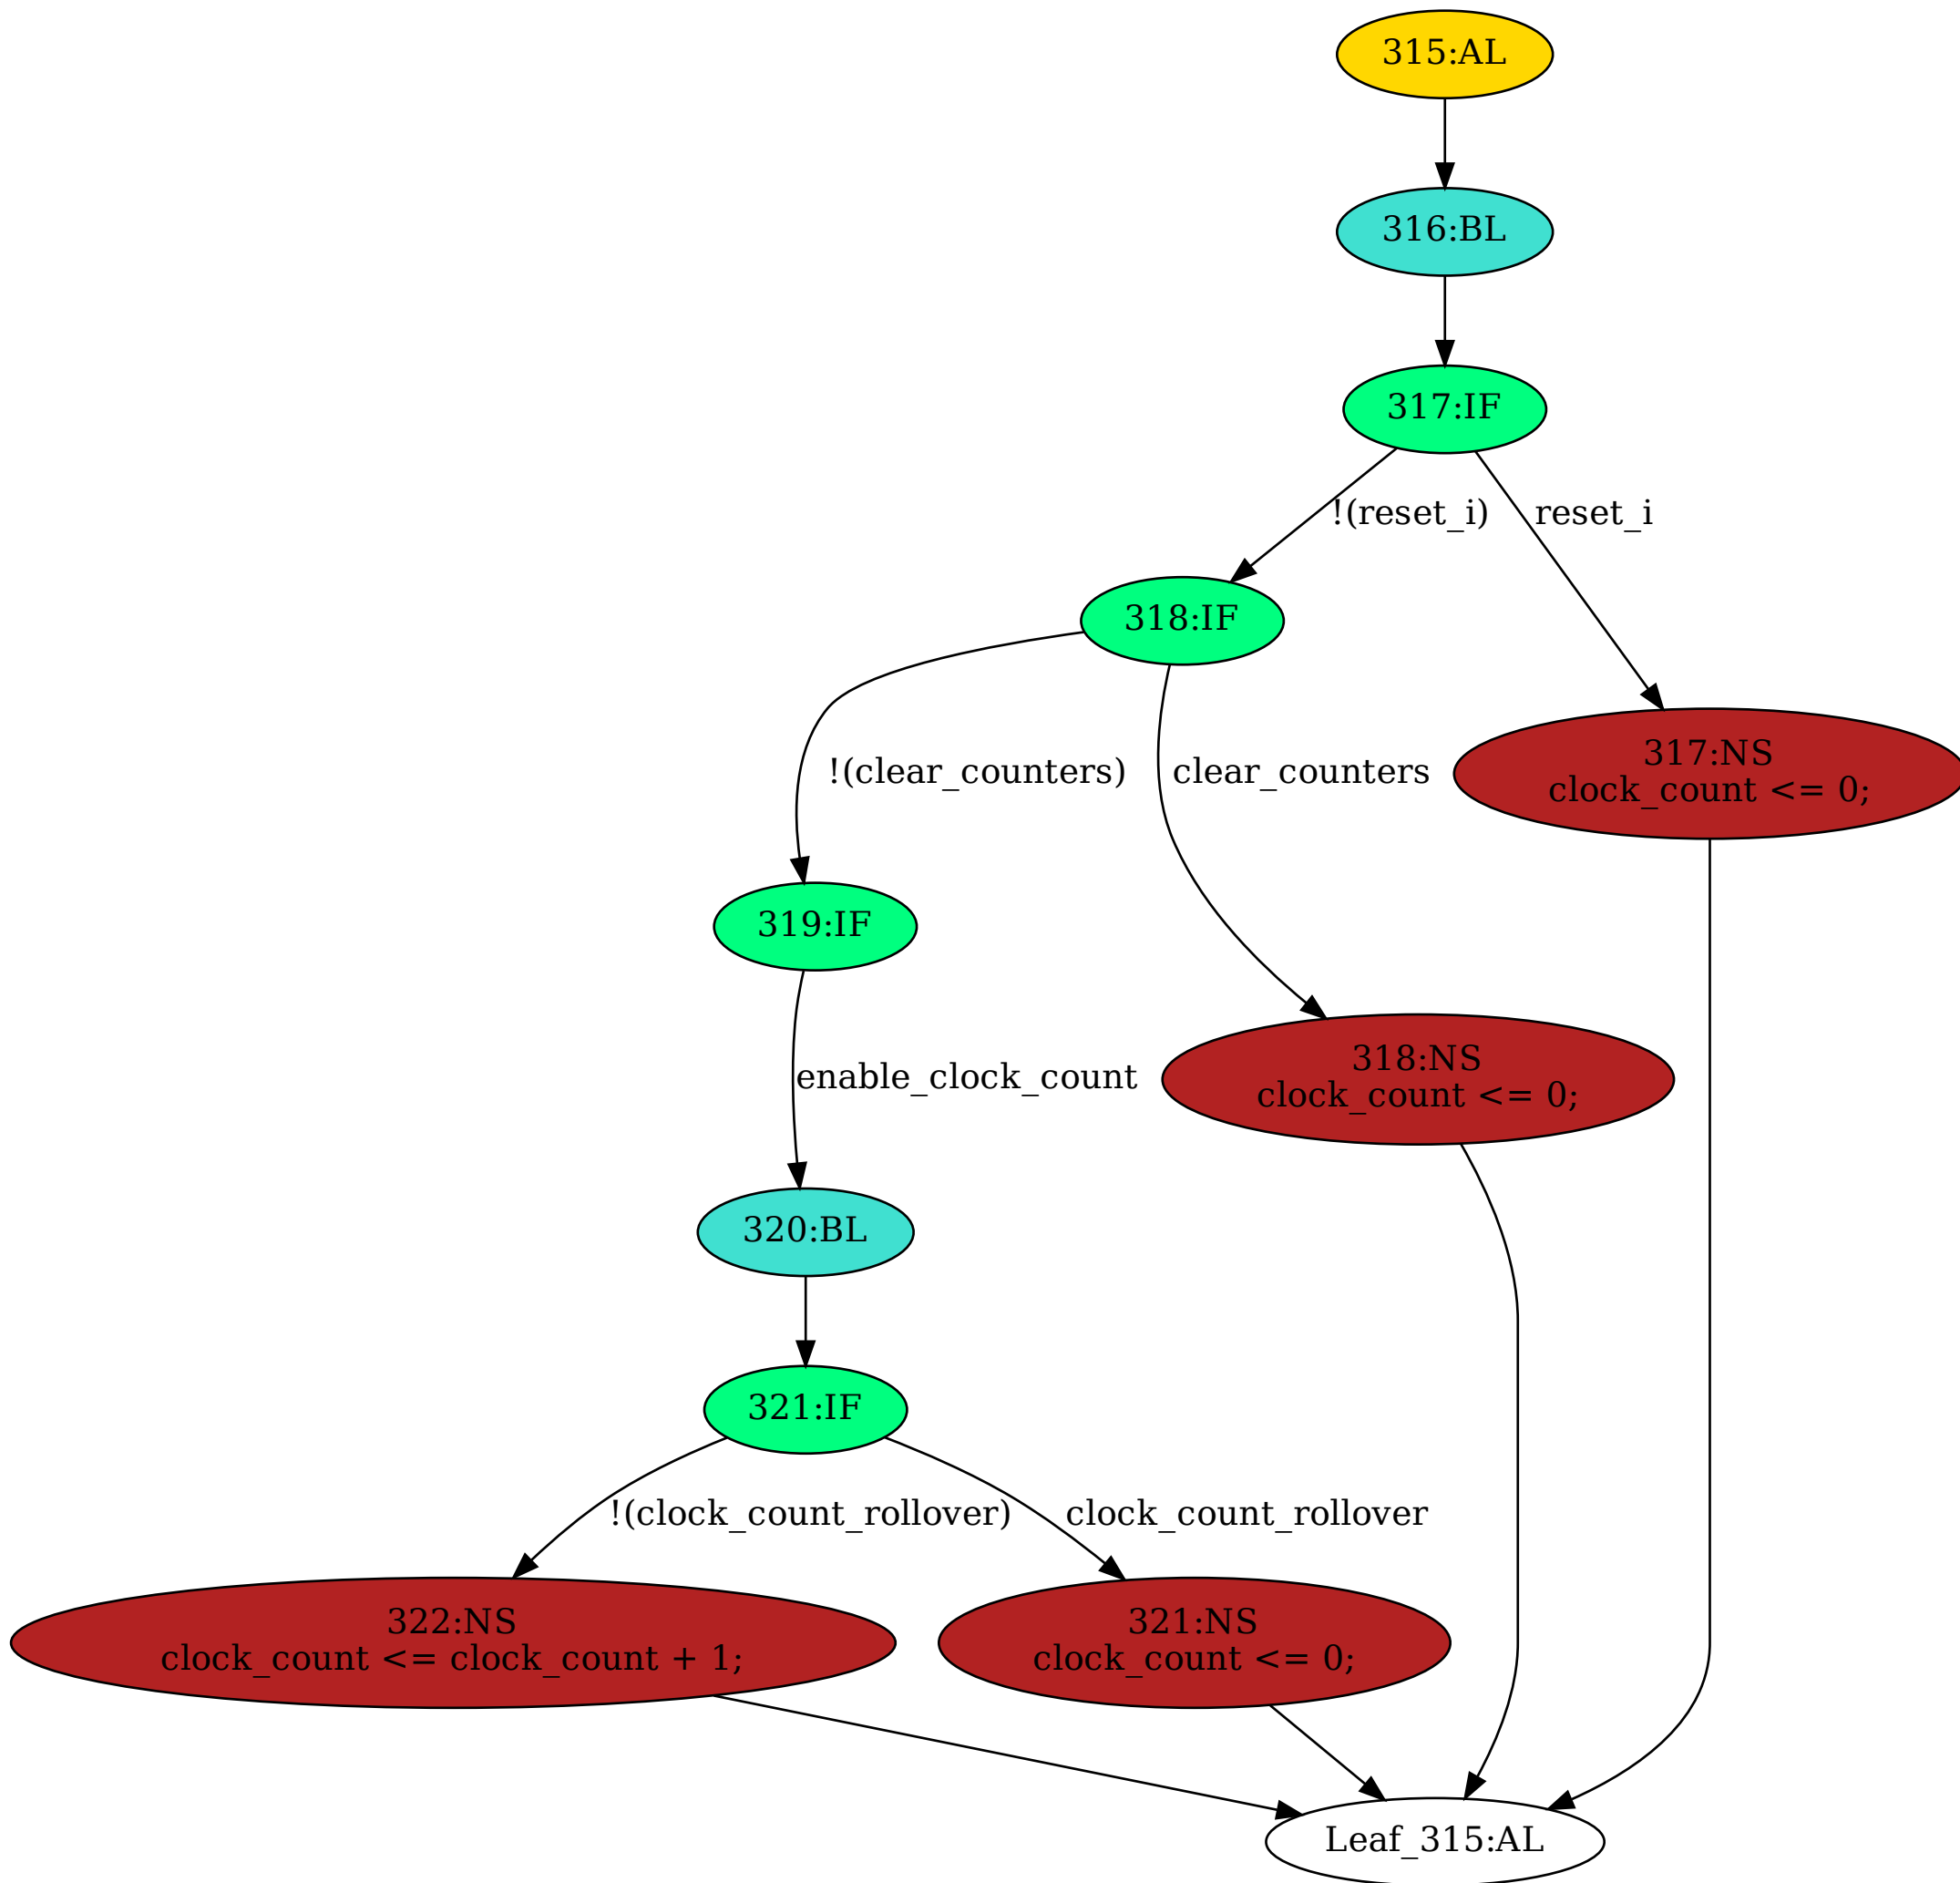 315:AL
316:BL
317:IF
!(reset_i)
reset_i
318:IF
317:NS
clock_count <= 0;
!(clear_counters)
clear_counters
319:IF
318:NS
clock_count <= 0;
enable_clock_count
320:BL
321:IF
!(clock_count_rollover)
clock_count_rollover
322:NS
clock_count <= clock_count + 1;
321:NS
clock_count <= 0;
Leaf_315:AL